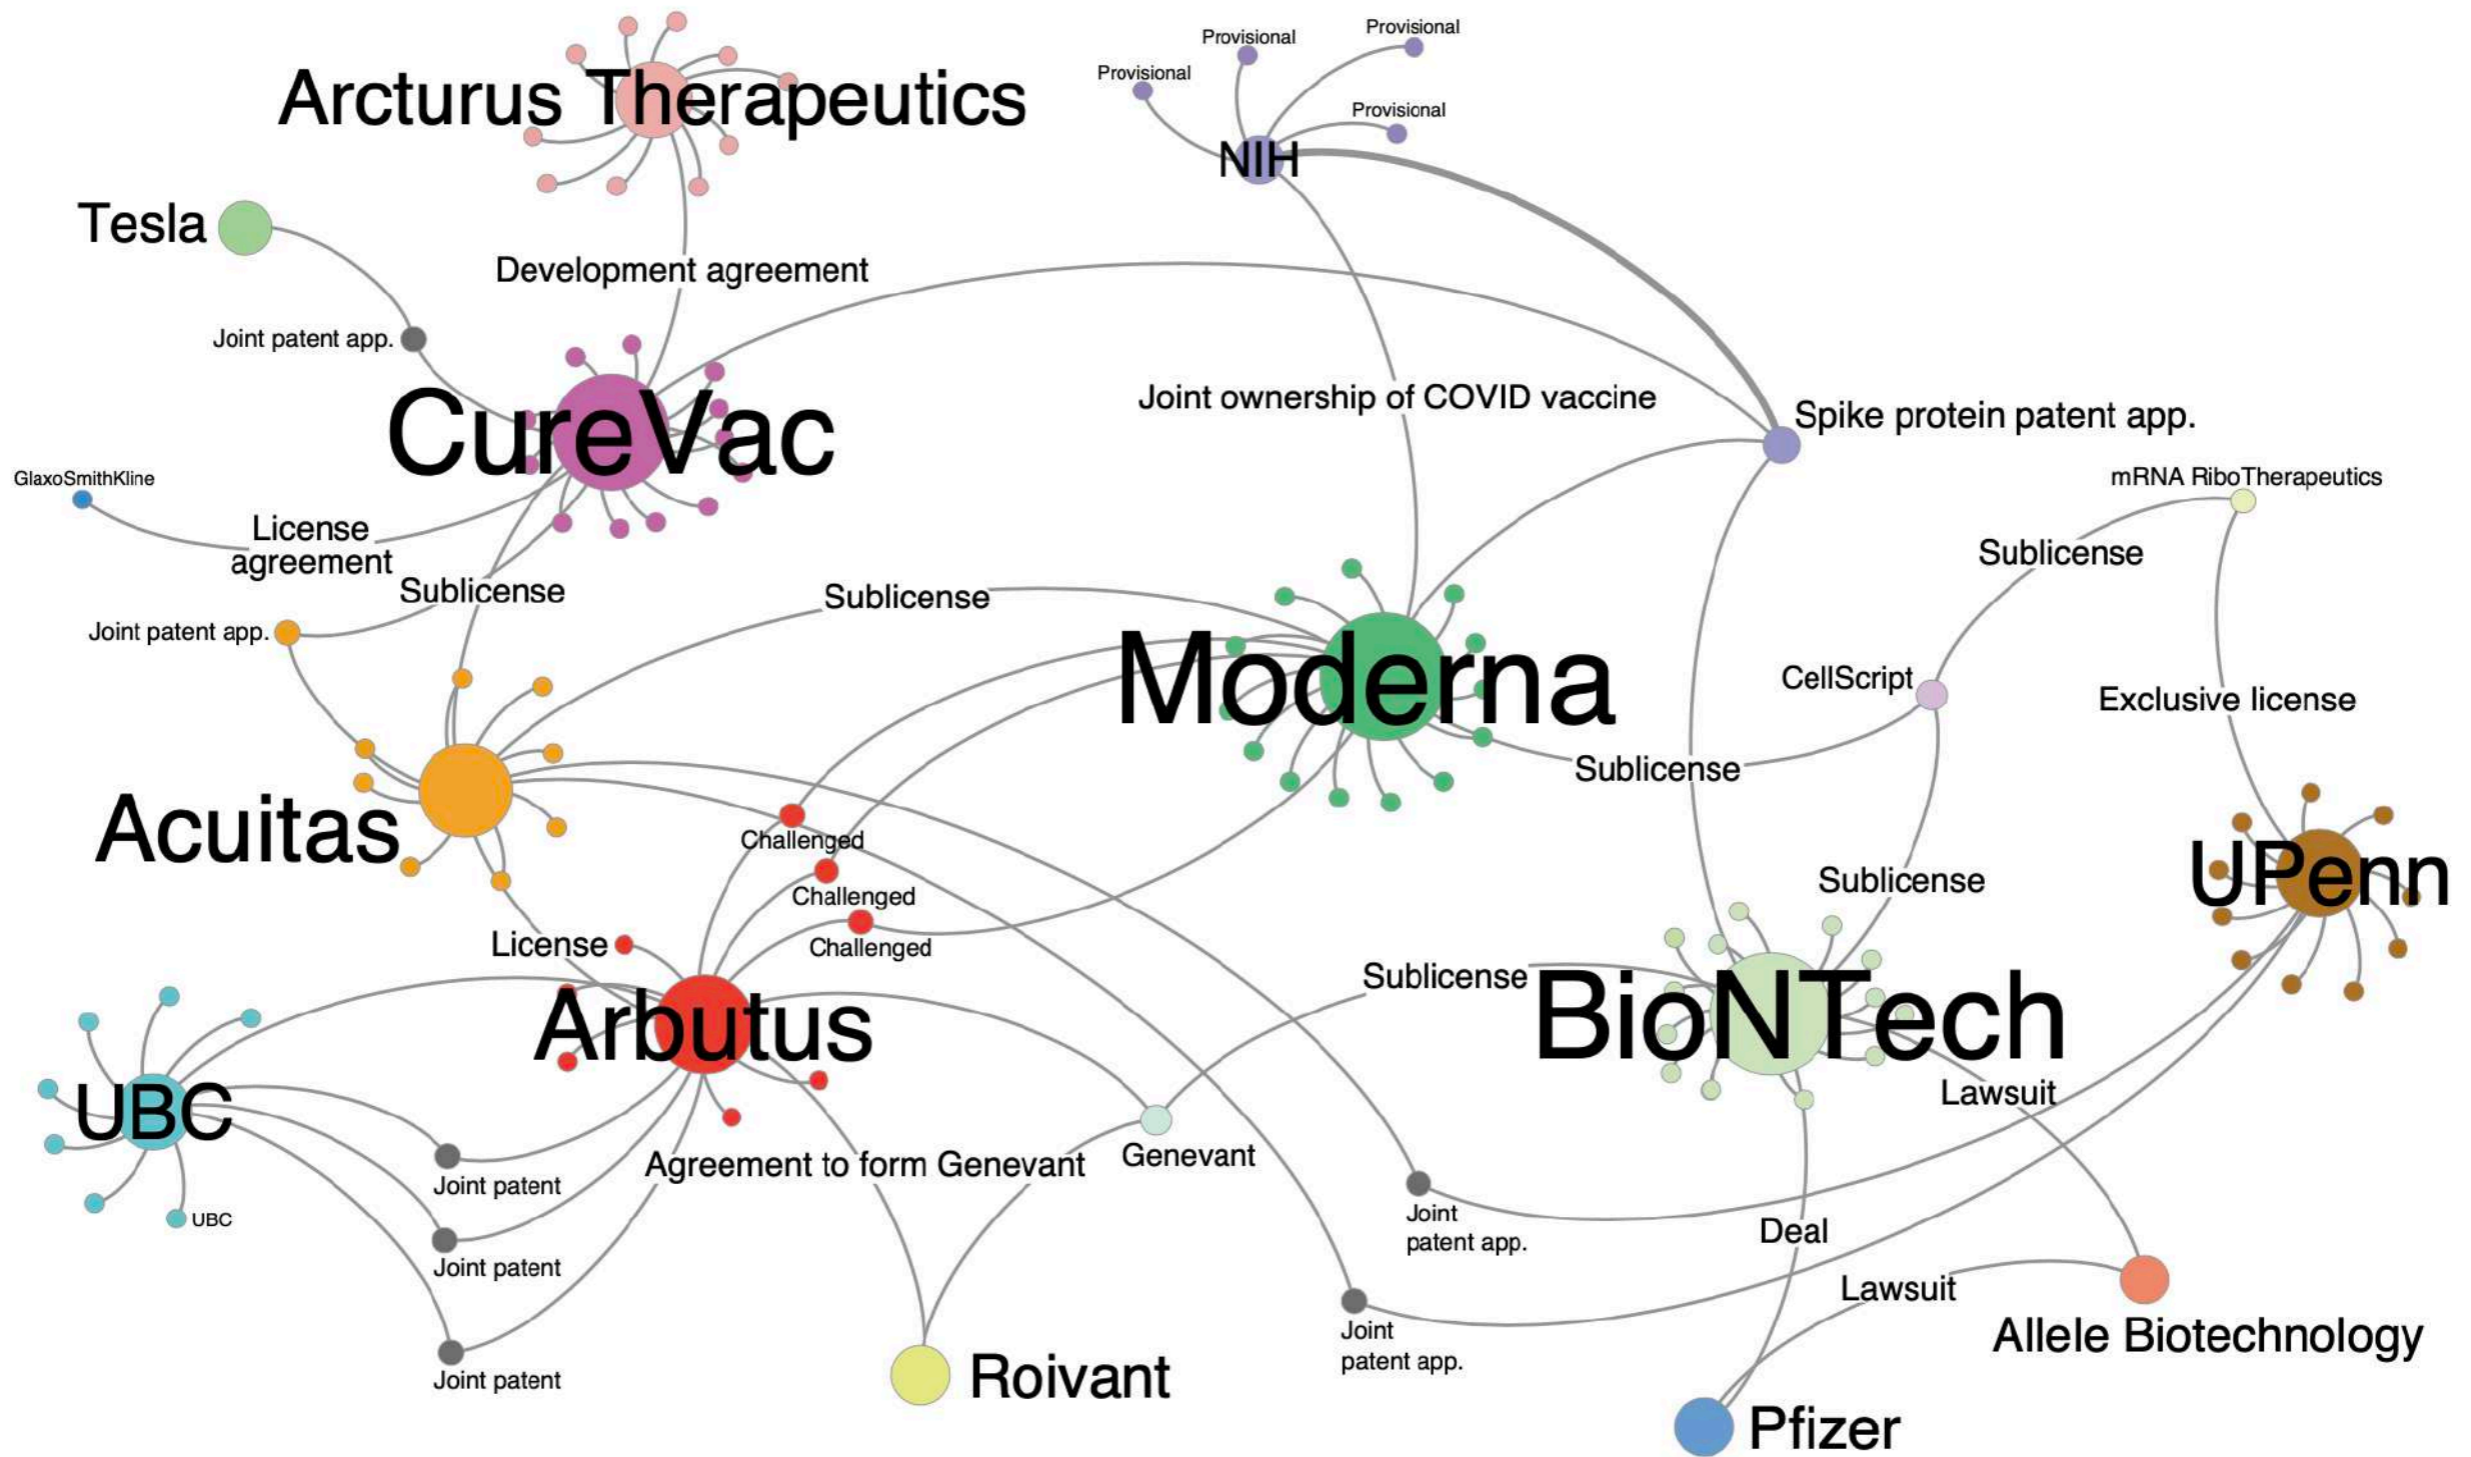 Provisional
Provisional
Provisional
Provisional
Arcturus Therapeutics
NIH
Tesla
Development agreement
Joint patent app.
Joint ownership of COVID vaccine
Spike protein patent app.
CureVac
GlaxoSmithKline
mRNA RiboTherapeutics
License
agreement
Sublicense
Sublicense
Sublicense
Joint patent app.
Moderna
CellScript
Exclusive license
Sublicense
Acuitas
Challenged
Challenged
Challenged
Sublicense
UPenn
License
Sublicense
BioNTech
Arbutus
UBC
Lawsuit
Agreement to form Genevant
Genevant
Joint patent
UBC
Joint
patent app.
Deal
Joint patent
Lawsuit
Joint
patent app.
Allele Biotechnology
Joint patent
Roivant
Pfizer